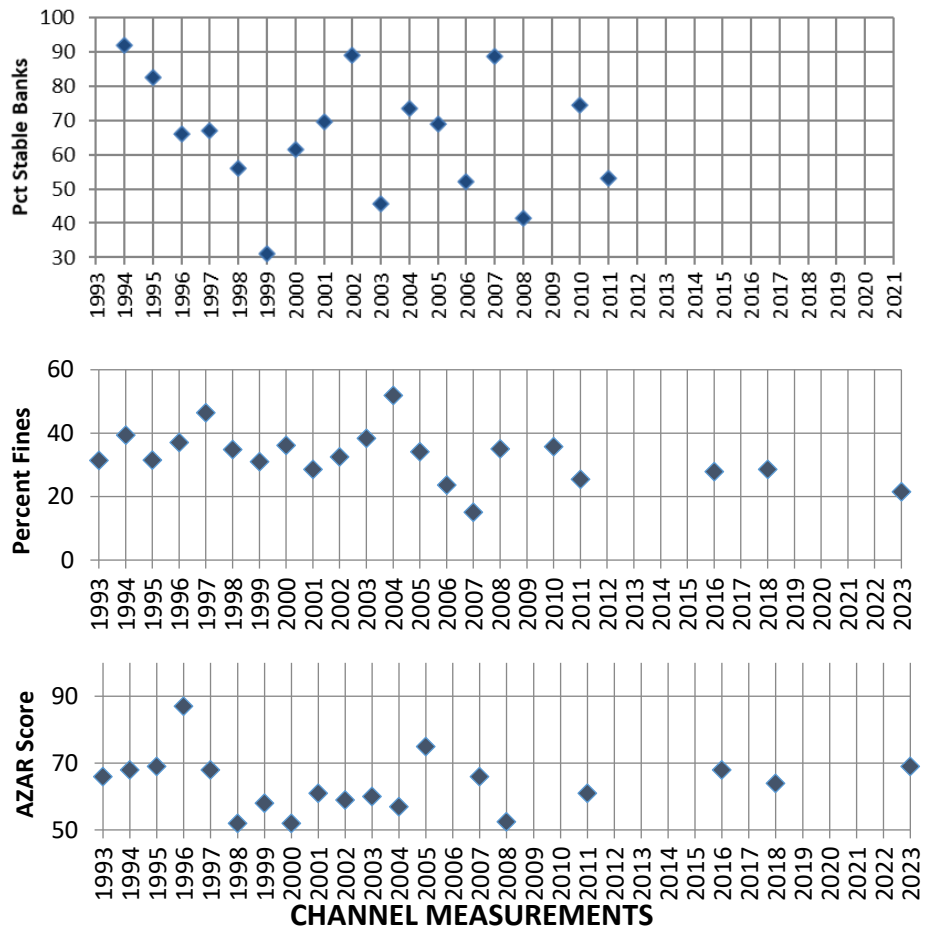 Pct Stable Banks
100
90
80
70
60
50
40
30
1993 1994 1995 1996 1997 1998 1999 2000 2001 2002 2003 2004 2005 2006 2007 2008 2009 2010 2011 2012 2013 2014 2015 2016 2017 2018 2019 2020 2021
Percent Fines
60
40
20
0
1993 1994 1995 1996 1997 1998 1999 2000 2001 2002 2003 2004 2005 2006 2007 2008 2009 2010 2011 2012 2013 2014 2015 2016 2017 2018 2019 2020 2021 2022 2023
AZAR Score
90
70
50
1993 1994 1995 1996 1997 1998 1999 2000 2001 2002 2003 2004 2005 2006 2007 2008 2009 2010 2011 2012 2013 2014 2015 2016 2017 2018 2019 2020 2021 2022 2023
CHANNEL MEASUREMENTS